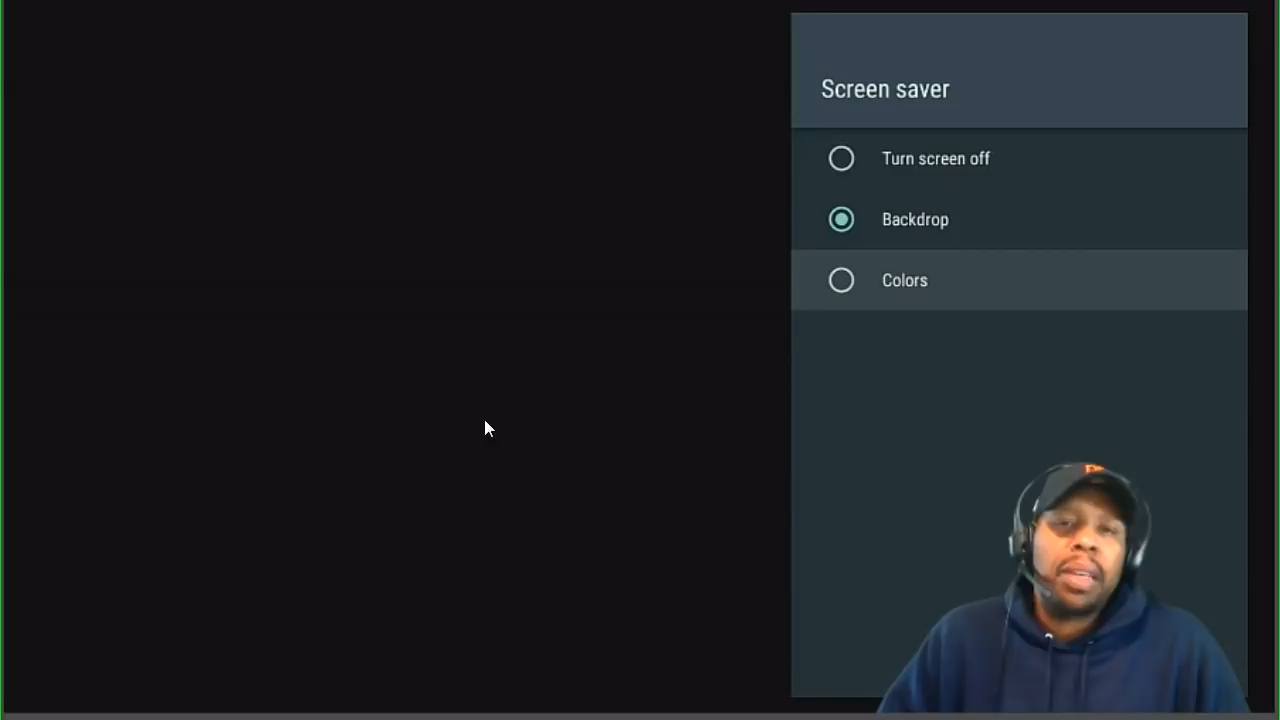 Screen saver
Turn screen off
Backdrop
Colors